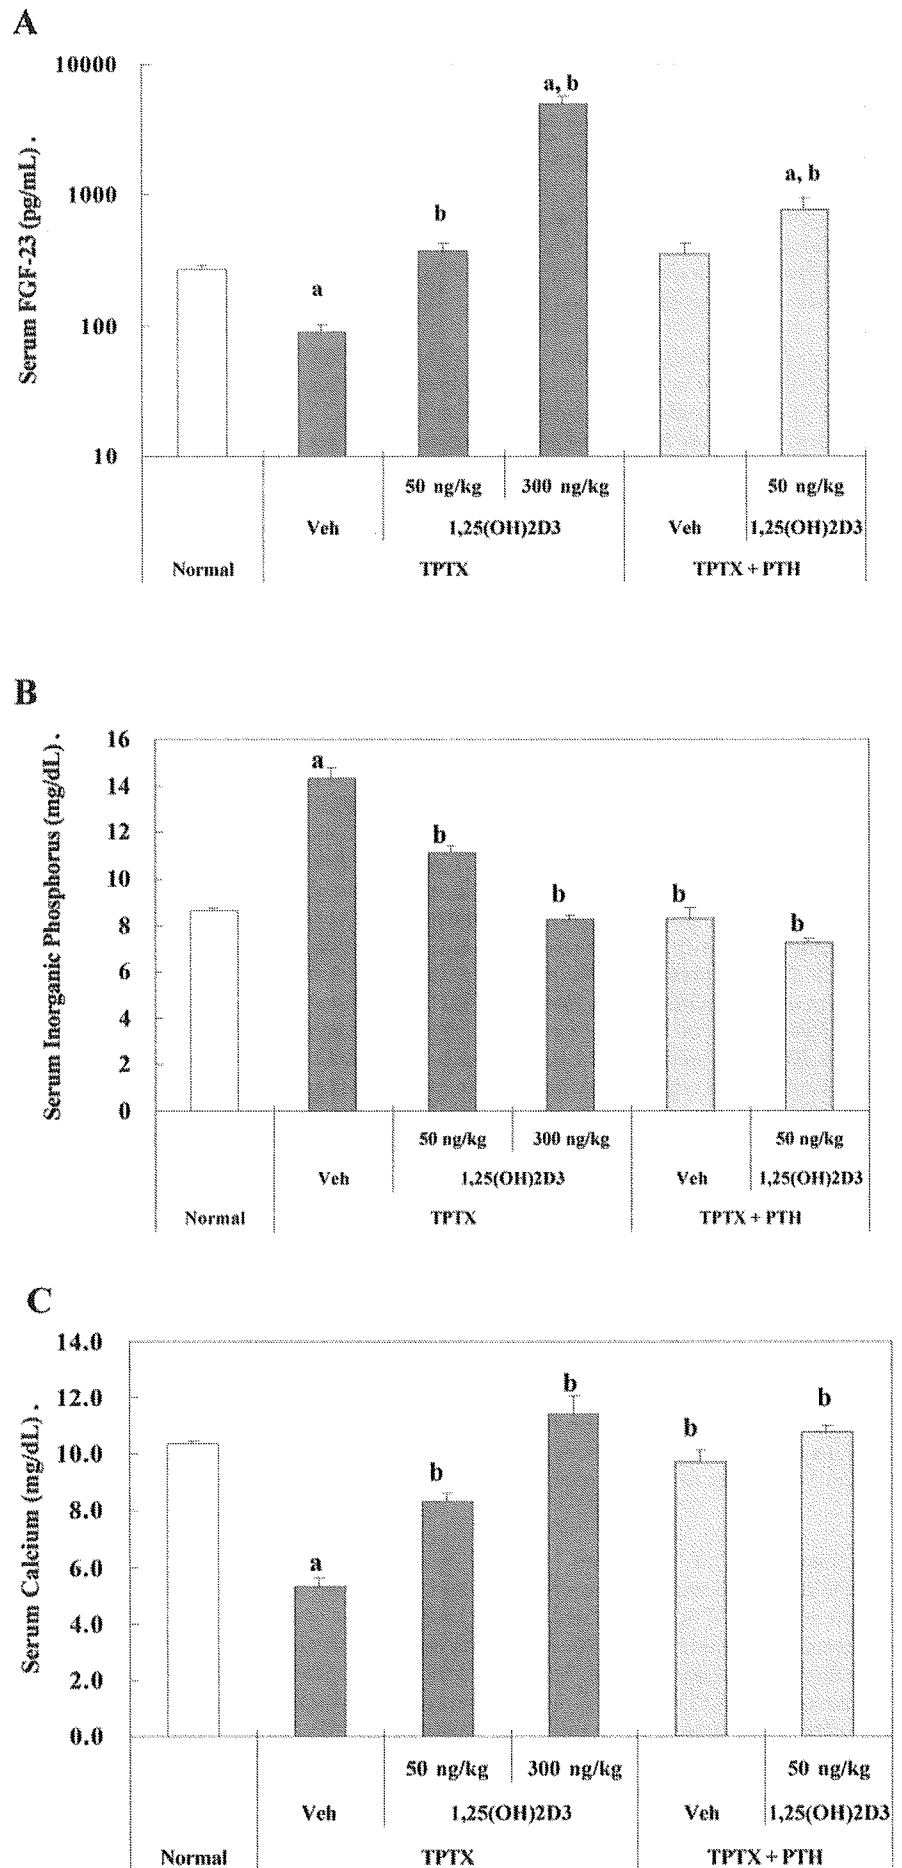 A
10000
a, b
1000
a, b
b
a
100
10
Serum FGF-23 (pg/mL) .
50 ng/kg 300 ng/kg 50 ng/kg
Veh 1,25(OH)2D3 Veh 1,25(OH)2D3
Normal TPTX TPTX + PTH
B
16
a
14
12
b
10
b b
8
b
6
4
2
0
Serum Inorganic Phosphorus (mg/dL) .
50 ng/kg 300 ng/kg 50 ng/kg
Veh 1,25(OH)2D3 Veh 1,25(OH)2D3
Normal TPTX TPTX + PTH
C
14.0
12.0
b
b
b
10.0
b
8.0
6.0
a
4.0
2.0
0.0
Serum Calcium (mg/dL) .
50 ng/kg 300 ng/kg 50 ng/kg
Veh 1,25(OH)2D3 Veh 1,25(OH)2D3
Normal TPTX TPTX + PTH